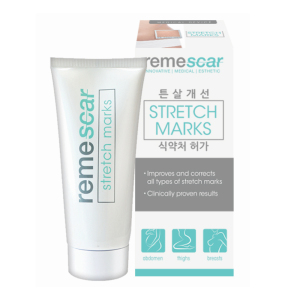 remescar
stretch marks
remescar
INNOVATIVE | MEDICAL | ESTHETIC
튼 살 개 선
STRETCH
MARKS
식약처 허가
• Improves and corrects
all types of stretch marks
• Clinically proven results
abdomen
thighs
breasts